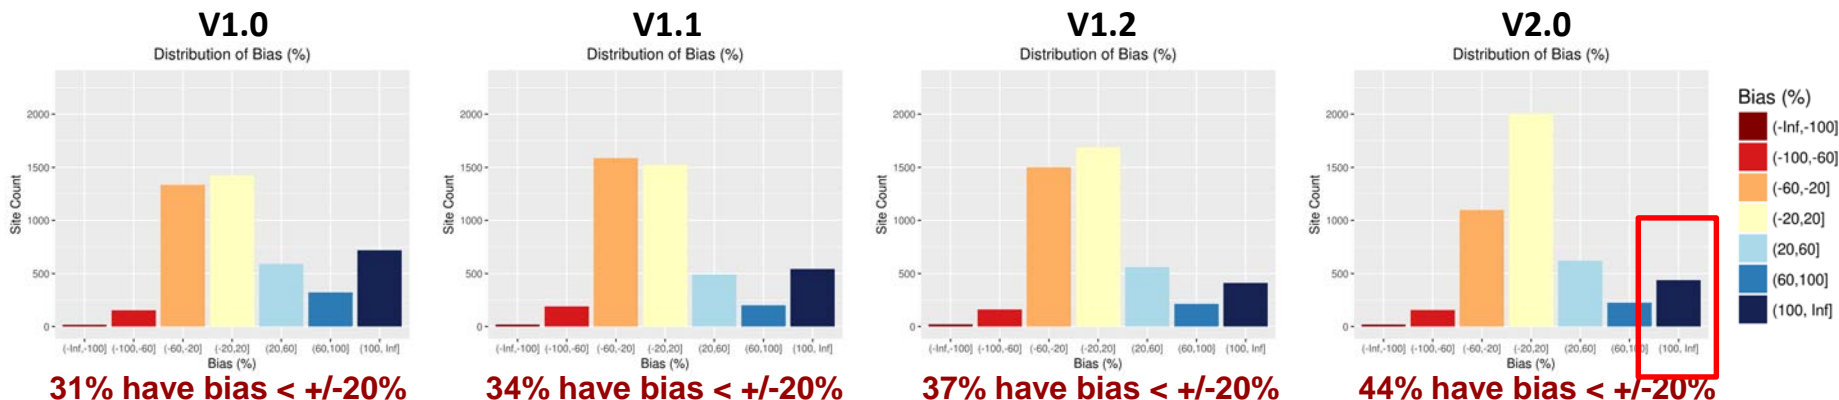 V1.0
Distribution of Bias (%)
Site Count
2000
1500
1000
500
0
(-Inf,-100] (-100,-60] (-60,-20] (-20,20] (20,60] (60,100] (100, Inf]
Bias (%)
31% have bias < +/-20%
V1.1
Distribution of Bias (%)
Site Count
2000
1500
1000
500
0
(-Inf,-100] (-100,-60] (-60,-20] (-20,20] (20,60] (60,100] (100, Inf]
Bias (%)
34% have bias < +/-20%
V1.2
Distribution of Bias (%)
Site Count
2000
1500
1000
500
0
(-Inf,-100] (-100,-60] (-60,-20] (-20,20] (20,60] (60,100] (100, Inf]
Bias (%)
37% have bias < +/-20%
V2.0
Distribution of Bias (%)
Site Count
2000
1500
1000
500
0
(-Inf,-100] (-100,-60] (-60,-20] (-20,20] (20,60] (60,100] (100, Inf]
Bias (%)
44% have bias < +/-20%
Bias (%)
(-Inf,-100]
(-100,-60]
(-60,-20]
(-20,20]
(20,60]
(60,100]
(100, Inf]